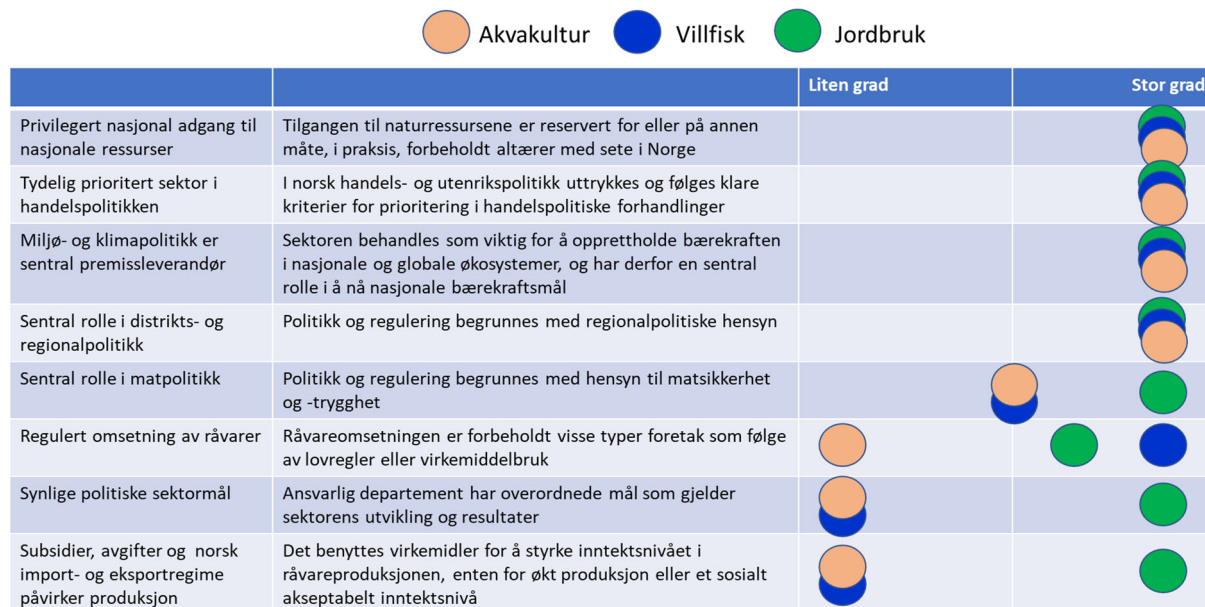 Akvakultur Villfisk Jordbruk
Liten grad Stor grad
Privilegert nasjonal adgang til
nasjonale ressurser
Tilgangen til naturressursene er reservert for eller på annen
måte, i praksis, forbeholdt altærer med sete i Norge
Tydelig prioritert sektor i
handelspolitikken
I norsk handels- og utenrikspolitikk uttrykkes og følges klare
kriterier for prioritering i handelspolitiske forhandlinger
Miljø- og klimapolitikk er
sentral premissleverandør
Sektoren behandles som viktig for å opprettholde bærekraften
i nasjonale og globale økosystemer, og har derfor en sentral
rolle i å nå nasjonale bærekraftsmål
Sentral rolle i distrikts- og
regionalpolitikk
Politikk og regulering begrunnes med regionalpolitiske hensyn
Sentral rolle i matpolitikk
Politikk og regulering begrunnes med hensyn til matsikkerhet
og -trygghet
Regulert omsetning av råvarer
Råvareomsetningen er forbeholdt visse typer foretak som følge
av lovregler eller virkemiddelbruk
Synlige politiske sektormål
Ansvarlig departement har overordnede mål som gjelder
sektorens utvikling og resultater
Subsidier, avgifter og norsk
import- og eksportregime
påvirker produksjon
Det benyttes virkemidler for å styrke inntektsnivået i
råvareproduksjonen, enten for økt produksjon eller et sosialt
akseptabelt inntektsnivå